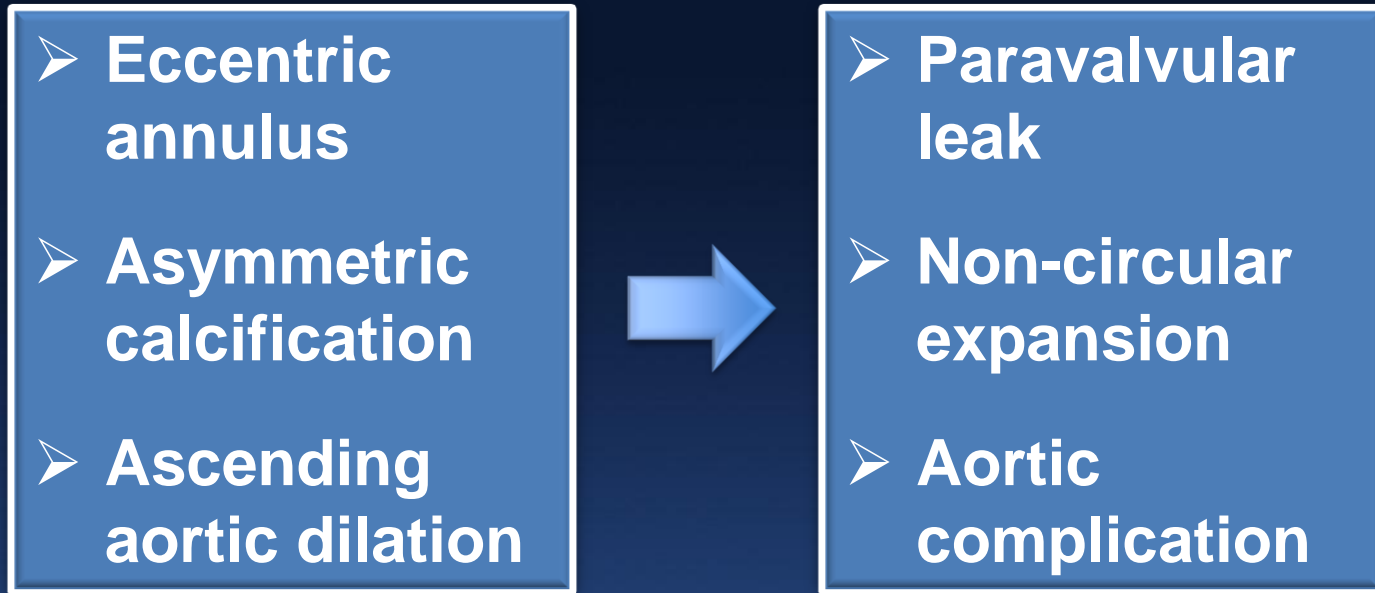 ➢ Eccentric
annulus
➢ Asymmetric
calcification
➢ Ascending
aortic dilation
➢ Paravalvular
leak
➢ Non-circular
expansion
➢ Aortic
complication